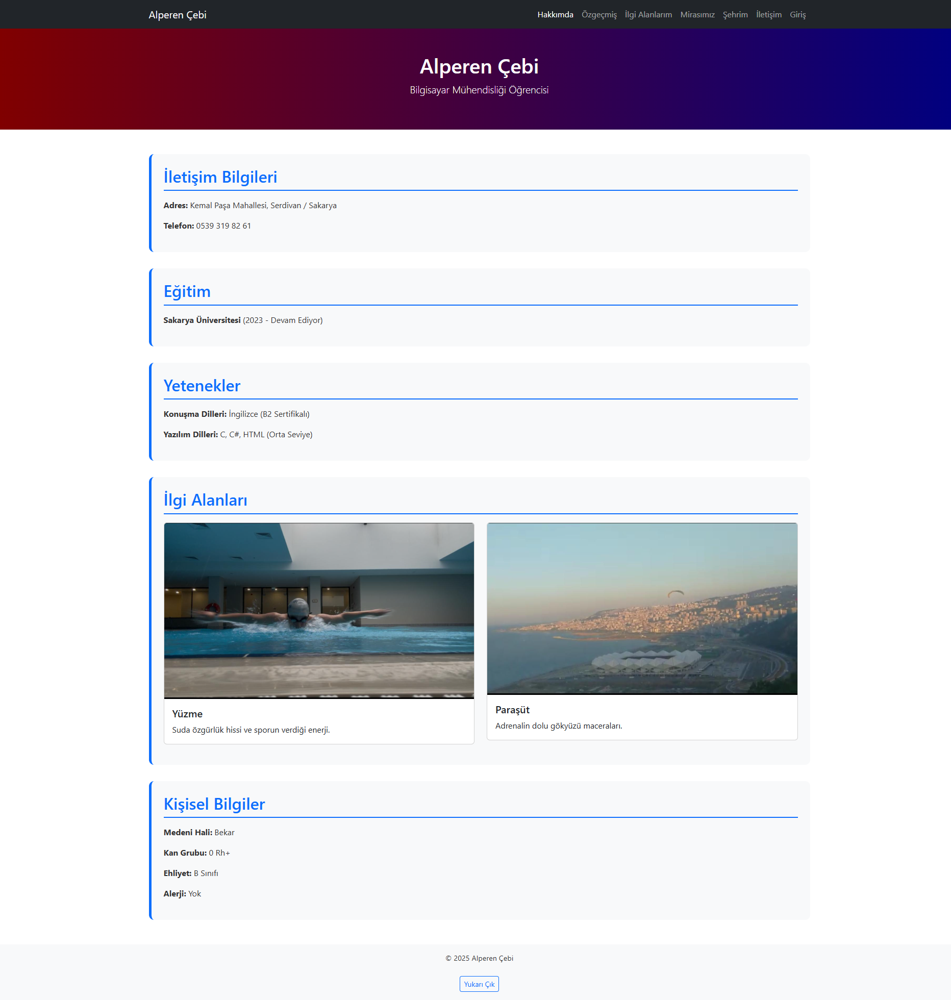 Alperen Çebi
Hakkımda Özgeçmiş İlgi Alanlarım Mirasımız Şehrim İletişim Giriş
Alperen Çebi
Bilgisayar Mühendisliği Öğrencisi
İletişim Bilgileri
Adres: Kemal Paşa Mahallesi, Serdivan / Sakarya
Telefon: 0539 319 82 61
Eğitim
Sakarya Üniversitesi (2023 - Devam Ediyor)
Yetenekler
Konuşma Dilleri: İngilizce (B2 Sertifikalı)
Yazılım Dilleri: C, C#, HTML (Orta Seviye)
İlgi Alanları
Yüzme
Suda özgürlük hissi ve sporun verdiği enerji.
Paraşüt
Adrenalin dolu gökyüzü maceraları.
Kişisel Bilgiler
Medeni Hali: Bekar
Kan Grubu: 0 Rh+
Ehliyet: B Sınıfı
Alerji: Yok
© 2025 Alperen Çebi
Yukarı Çık